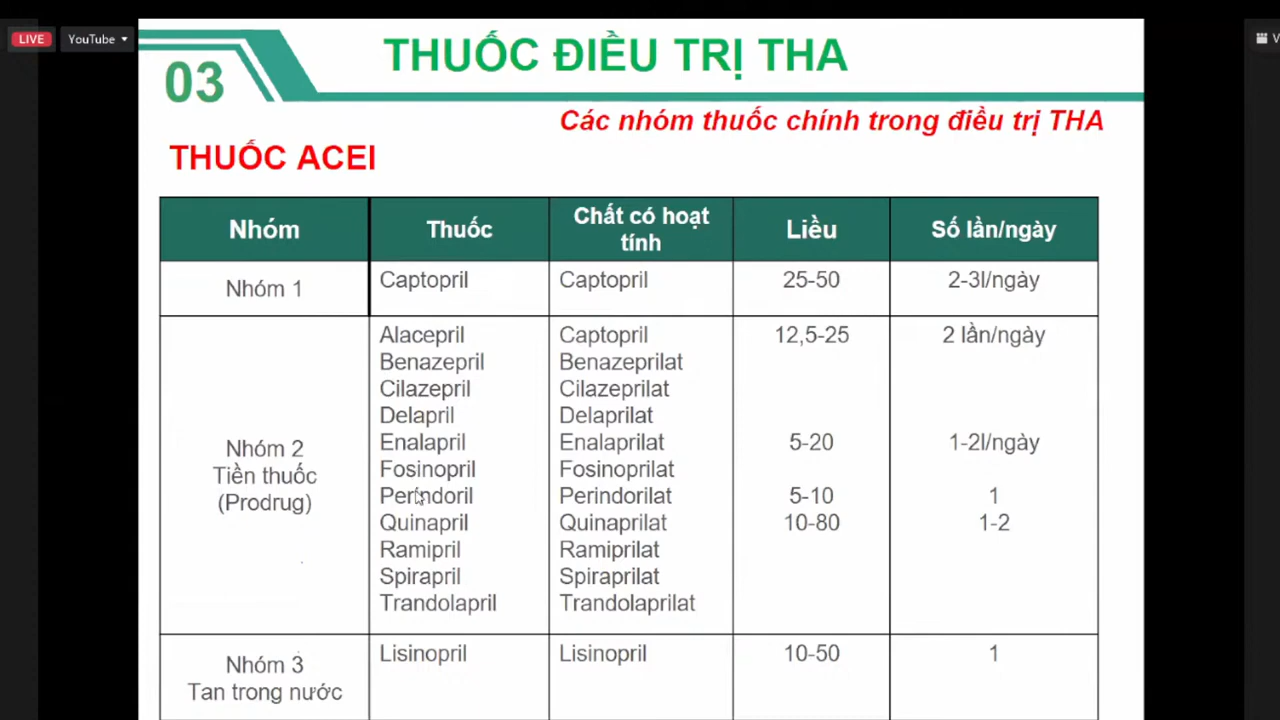 LIVE YouTube
03
THUỐC ĐIỀU TRỊ THA
Các nhóm thuốc chính trong điều trị THA
THUỐC ACEI
Nhóm Thuốc Chất có hoạt tính Liều Số lần/ngày
Nhóm 1 Captopril Captopril 25-50 2-3l/ngày
Nhóm 2
Tiền thuốc
(Prodrug)
Alacepril Captopril 12,5-25 2 lần/ngày
Benazepril Benazeprilat
Cilazepril Cilazeprilat
Delapril Delaprilat
Enalapril Enalaprilat 5-20 1-2l/ngày
Fosinopril Fosinoprilat
Perindoril Perindorilat 5-10 1
Quinapril Quinaprilat 10-80 1-2
Ramipril Ramiprilat
Spirapril Spiraprilat
Trandolapril Trandolaprilat
Nhóm 3
Tan trong nước
Lisinopril Lisinopril 10-50 1